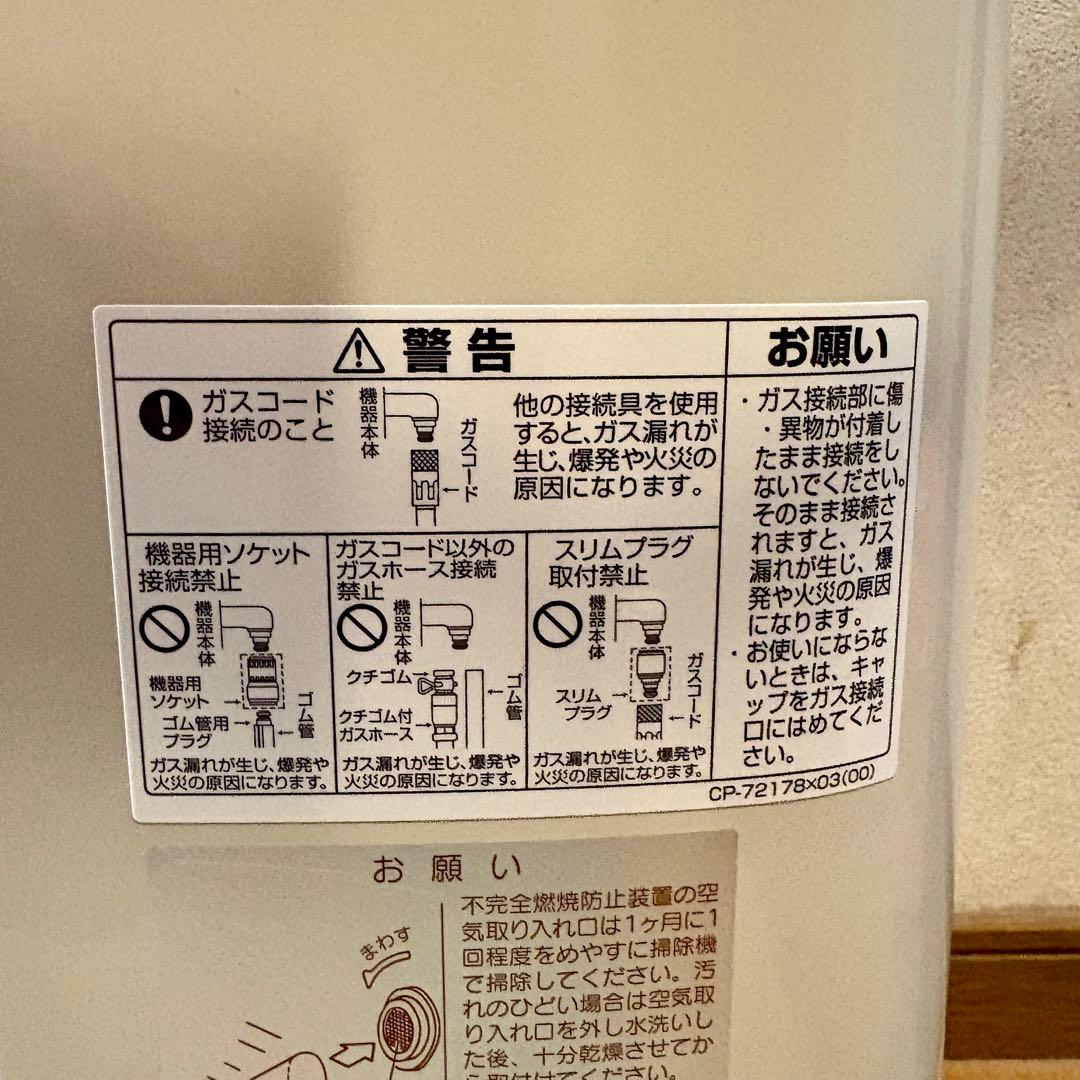 ⚠ 警告
ガスコード
接続のこと
機器本体
ガスコード
他の接続具を使用
すると、ガス漏れが
生じ、爆発や火災の
原因になります。
機器用ソケット
接続禁止
機器本体
機器用
ソケット
ゴム管用
プラグ
ゴム管
ガス漏れが生じ、爆発や
火災の原因になります。
ガスコード以外の
ガスホース接続
禁止
機器本体
クチゴム
クチゴム付
ガスホース
ゴム管
ガス漏れが生じ、爆発や
火災の原因になります。
スリムプラグ
取付禁止
機器本体
スリム
プラグ
ガスコード
ガス漏れが生じ、爆発や
火災の原因になります。
お願い
・ガス接続部に傷
・異物が付着し
たまま接続をし
ないでください。
そのまま接続さ
れますと、ガス
漏れが生じ、爆
発や火災の原因
になります。
・お使いにならな
いときは、キャ
ップをガス接続
口にはめてくだ
さい。
CP-72178×03(00)
お願い
まわす
不完全燃焼防止装置の空
気取り入れ口は1ヶ月に1
回程度をめやすに掃除機
で掃除してください。汚
れのひどい場合は空気取
り入れ口を外し水洗いし
た後、十分乾燥させてか
ら取付けてください。